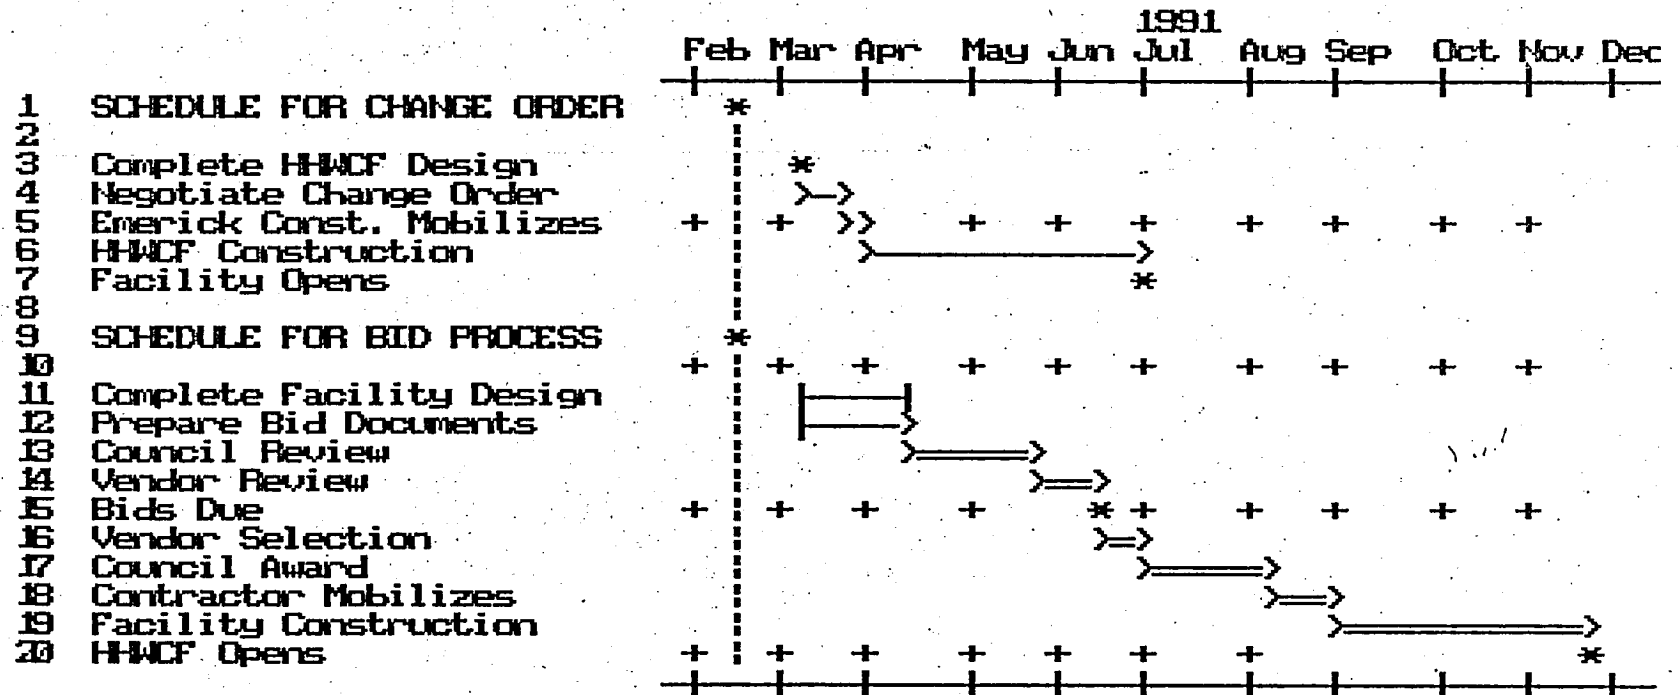 1991
Feb Mar Apr May Jun Jul Aug Sep Oct Nov Dec
1 SCHEDULE FOR CHANGE ORDER
2
3 Complete HHWCF Design
4 Negotiate Change Order
5 Emerick Const. Mobilizes
6 HHWCF Construction
7 Facility Opens
8
9 SCHEDULE FOR BID PROCESS
10
11 Complete Facility Design
12 Prepare Bid Documents
13 Council Review
14 Vendor Review
15 Bids Due
16 Vendor Selection
17 Council Award
18 Contractor Mobilizes
19 Facility Construction
20 HHWCF Opens